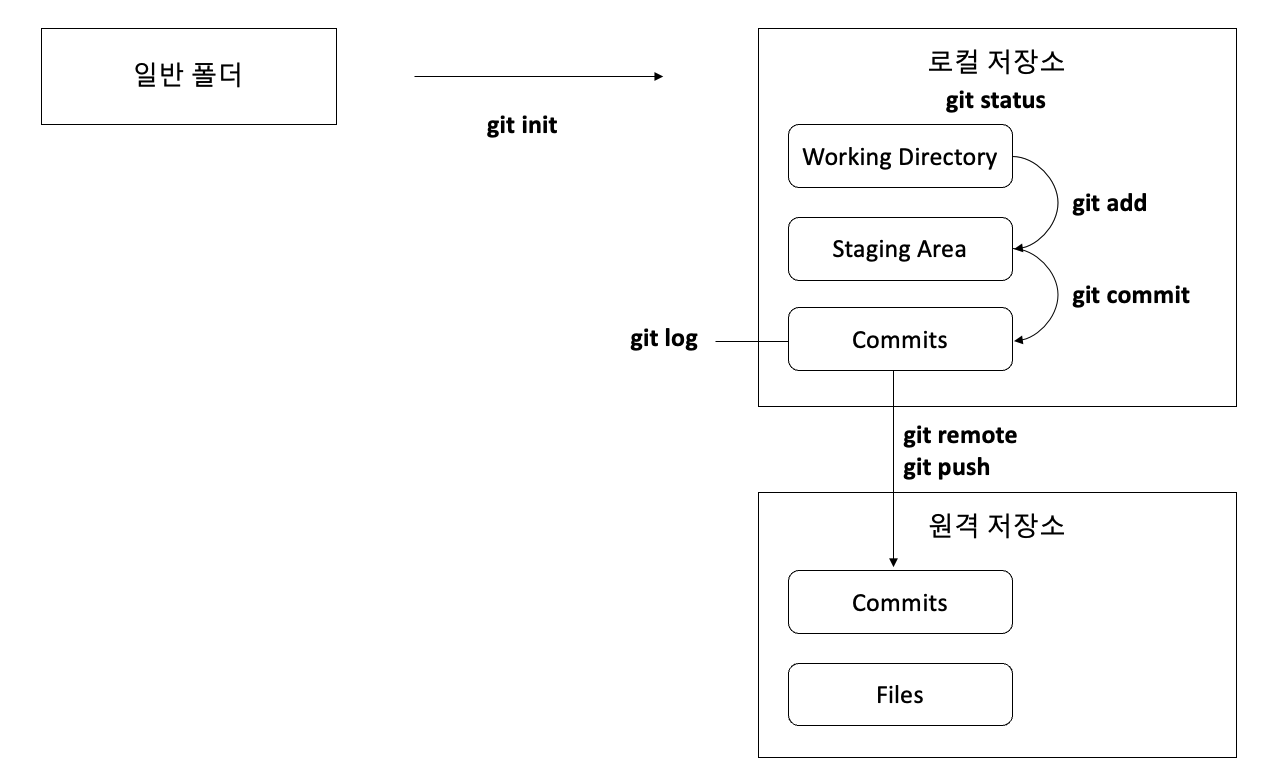 일반 폴더
git init
로컬 저장소
git status
Working Directory
git add
Staging Area
git commit
git log
Commits
git remote
git push
원격 저장소
Commits
Files